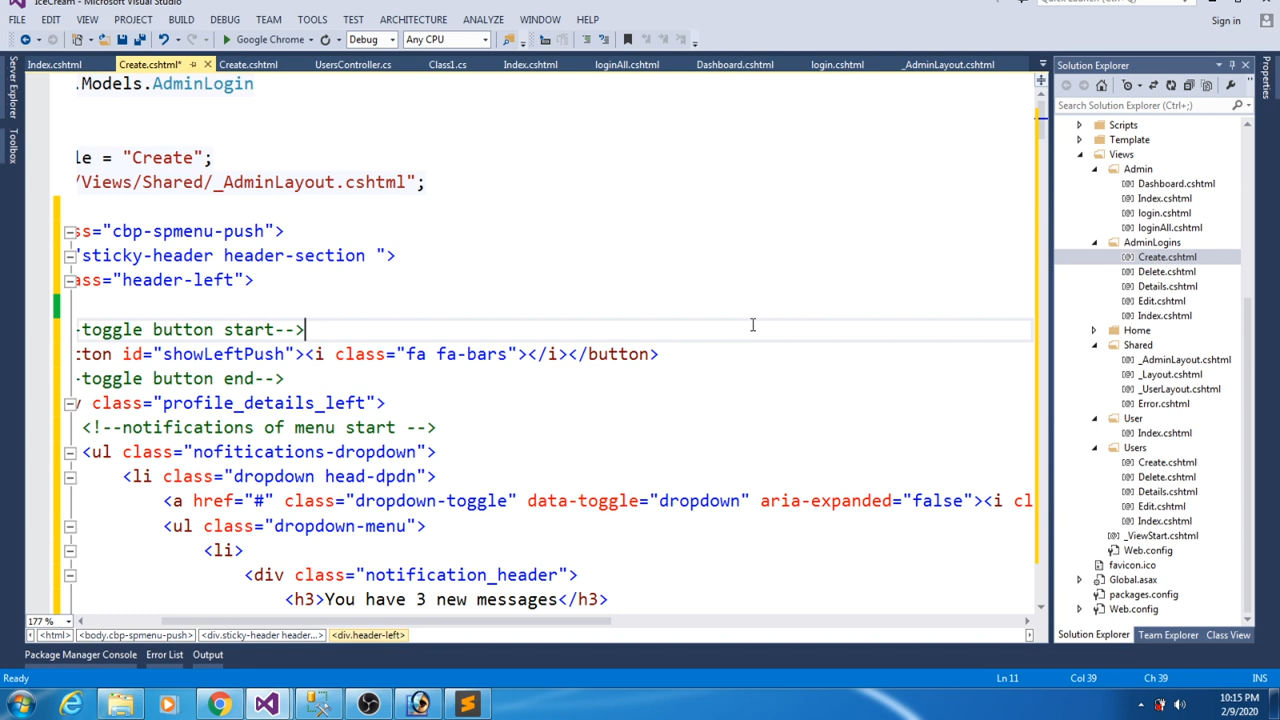 IceCream - Microsoft Visual Studio
FILE EDIT VIEW PROJECT BUILD DEBUG TEAM TOOLS TEST ARCHITECTURE ANALYZE WINDOW HELP Sign in
Google Chrome Debug Any CPU
Index.cshtml Create.cshtml* Create.cshtml UsersController.cs Class1.cs Index.cshtml loginAll.cshtml Dashboard.cshtml login.cshtml _AdminLayout.cshtml
Server Explorer
Toolbox
.Models.AdminLogin
le = "Create";
/Views/Shared/_AdminLayout.cshtml";
ss="cbp-spmenu-push">
"sticky-header header-section ">
ass="header-left">
-toggle button start-->
tton id="showLeftPush"><i class="fa fa-bars"></i></button>
-toggle button end-->
v class="profile_details_left">
<!--notifications of menu start -->
<ul class="nofitications-dropdown">
<li class="dropdown head-dpdn">
<a href="#" class="dropdown-toggle" data-toggle="dropdown" aria-expanded="false"><i cl
<ul class="dropdown-menu">
<li>
<div class="notification_header">
<h3>You have 3 new messages</h3>
177 %
<html> <body.cbp-spmenu-push> <div.sticky-header header...> <div.header-left>
Package Manager Console Error List Output
Solution Explorer
Search Solution Explorer (Ctrl+;)
Scripts
Template
Views
Admin
Dashboard.cshtml
Index.cshtml
login.cshtml
loginAll.cshtml
AdminLogins
Create.cshtml
Delete.cshtml
Details.cshtml
Edit.cshtml
Index.cshtml
Home
Shared
_AdminLayout.cshtml
_Layout.cshtml
_UserLayout.cshtml
Error.cshtml
User
Index.cshtml
Users
Create.cshtml
Delete.cshtml
Details.cshtml
Edit.cshtml
Index.cshtml
_ViewStart.cshtml
Web.config
favicon.ico
Global.asax
packages.config
Web.config
Solution Explorer Team Explorer Class View
Properties
Ready Ln 11 Col 39 Ch 39 INS
10:15 PM
2/9/2020